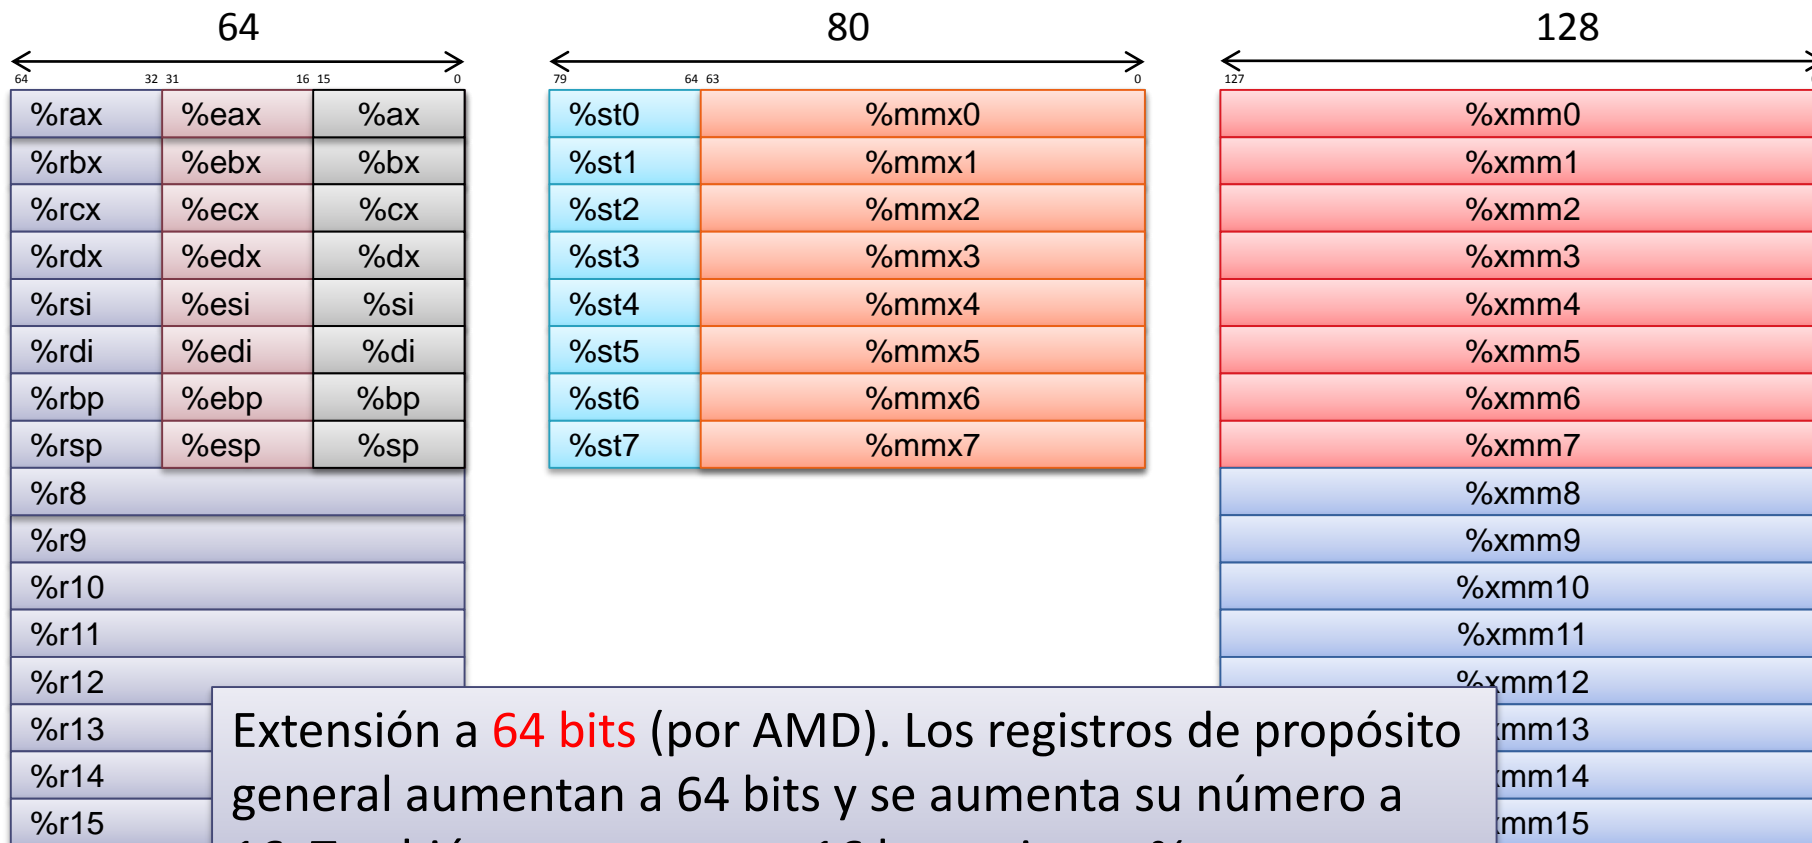 64
80
128
64 32 31 16 15 0
79 64 63 0
127
%rax %eax %ax %st0 %mmx0 %xmm0
%rbx %ebx %bx %st1 %mmx1 %xmm1
%rcx %ecx %cx %st2 %mmx2 %xmm2
%rdx %edx %dx %st3 %mmx3 %xmm3
%rsi %esi %si %st4 %mmx4 %xmm4
%rdi %edi %di %st5 %mmx5 %xmm5
%rbp %ebp %bp %st6 %mmx6 %xmm6
%rsp %esp %sp %st7 %mmx7 %xmm7
%r8 %xmm8
%r9 %xmm9
%r10 %xmm10
%r11 %xmm11
%r12 %xmm12
%r13 xmm13
%r14 xmm14
%r15 xmm15
Extensión a 64 bits (por AMD). Los registros de propósito
general aumentan a 64 bits y se aumenta su número a